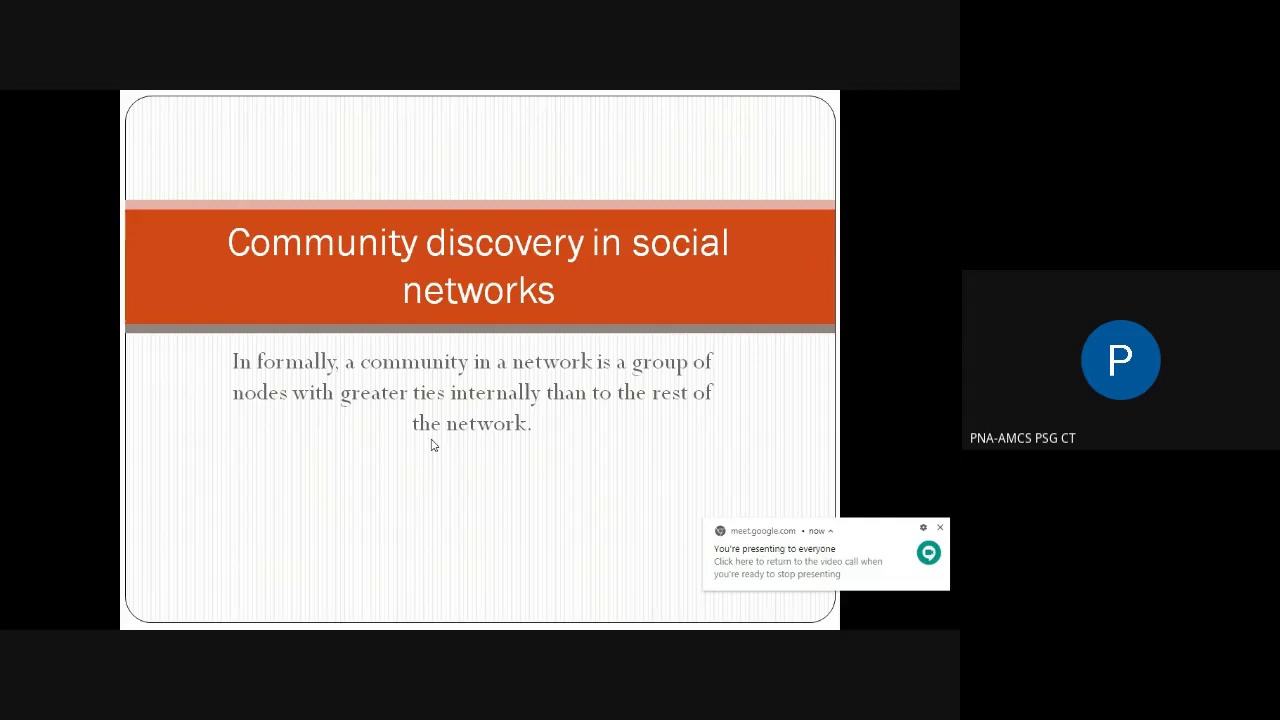 Community discovery in social
networks
In formally, a community in a network is a group of
nodes with greater ties internally than to the rest of
the network.
P
PNA-AMCS PSG CT
meet.google.com • now
You're presenting to everyone
Click here to return to the video call when
you're ready to stop presenting